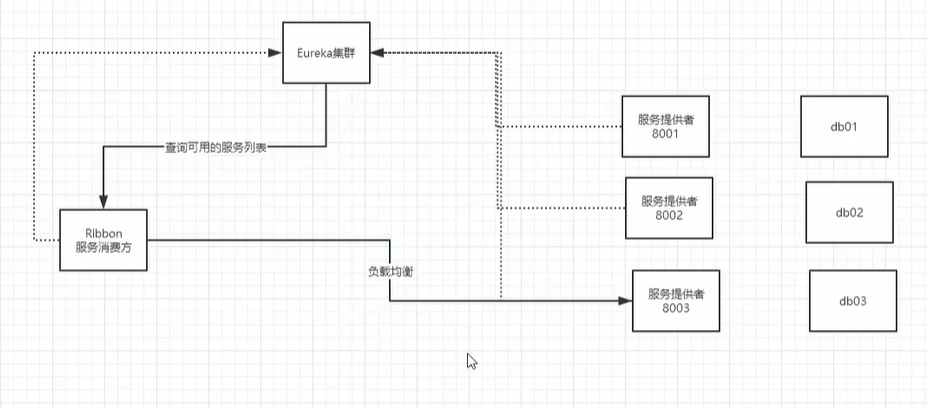 Eureka集群
服务提供者
8001
db01
查询可用的服务列表
服务提供者
8002
db02
Ribbon
服务消费方
负载均衡
服务提供者
8003
db03